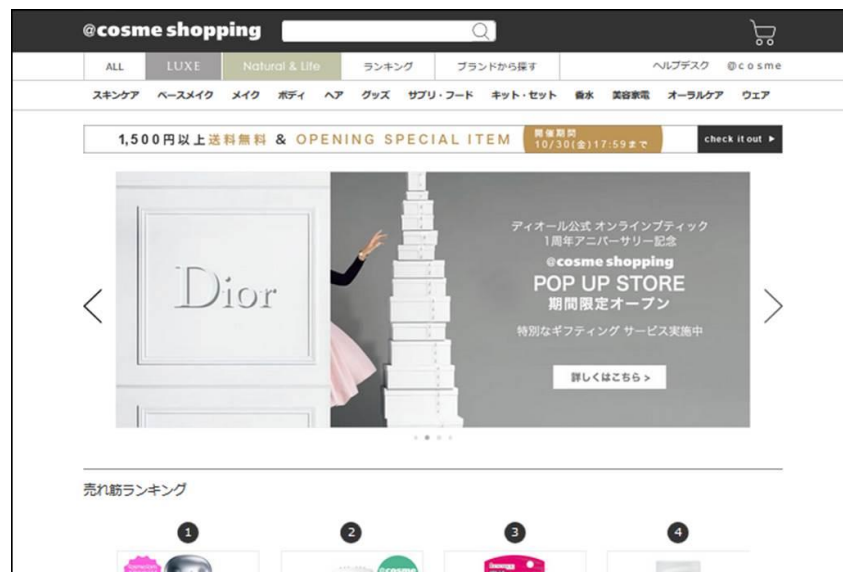 @cosme shopping
ALL LUXE Natural & Life ランキング ブランドから探す ヘルプデスク @cosme
スキンケア ベースメイク メイク ボディ ヘア グッズ サプリ・フード キット・セット 香水 美容家電 オーラルケア ウェア
1,500円以上送料無料 & OPENING SPECIAL ITEM
開催期間
10/30(金)17:59まで
check it out
Dior
ディオール公式 オンラインブティック
1周年アニバーサリー記念
@cosme shopping
POP UP STORE
期間限定オープン
特別なギフティング サービス実施中
詳しくはこちら >
売れ筋ランキング
1 2 3 4
@cosme